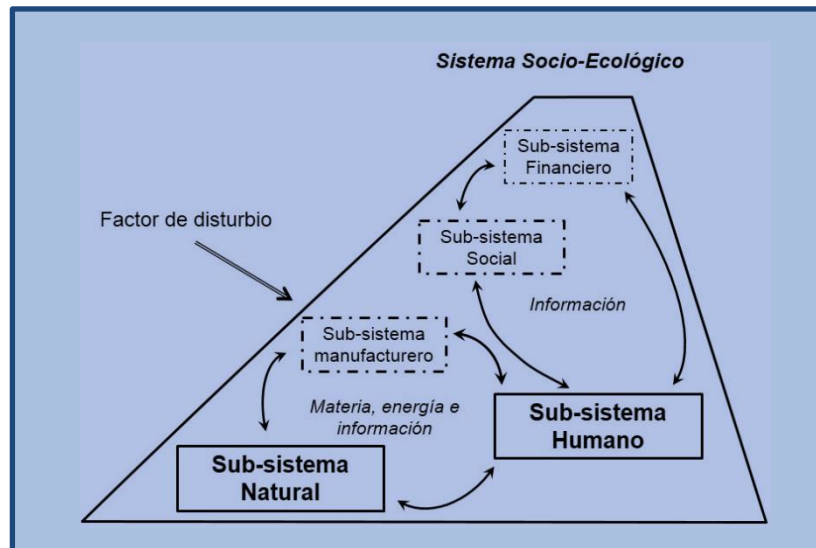 Sistema Socio-Ecológico
Sub-sistema
Financiero
Factor de disturbio
Sub-sistema
Social
Información
Sub-sistema
manufacturero
Materia, energía e
información
Sub-sistema
Humano
Sub-sistema
Natural